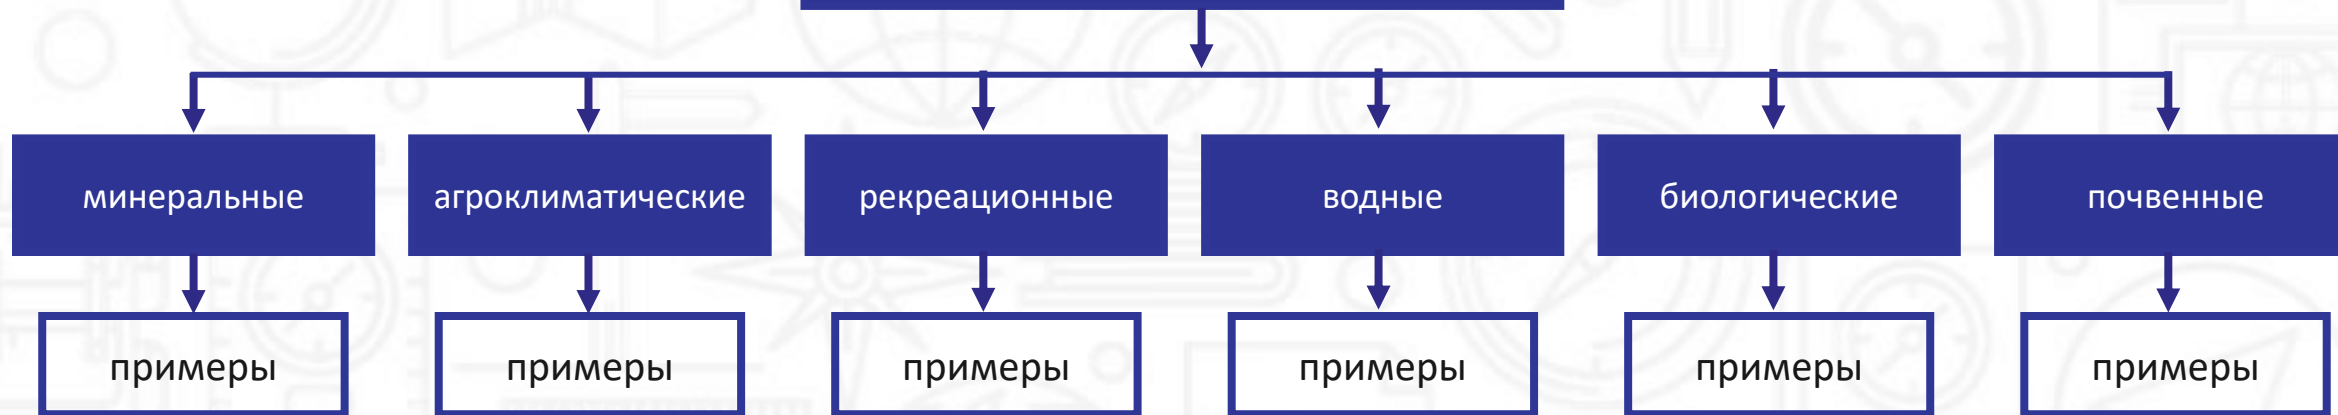 минеральные
агроклиматические
рекреационные
водные
биологические
почвенные
примеры
примеры
примеры
примеры
примеры
примеры